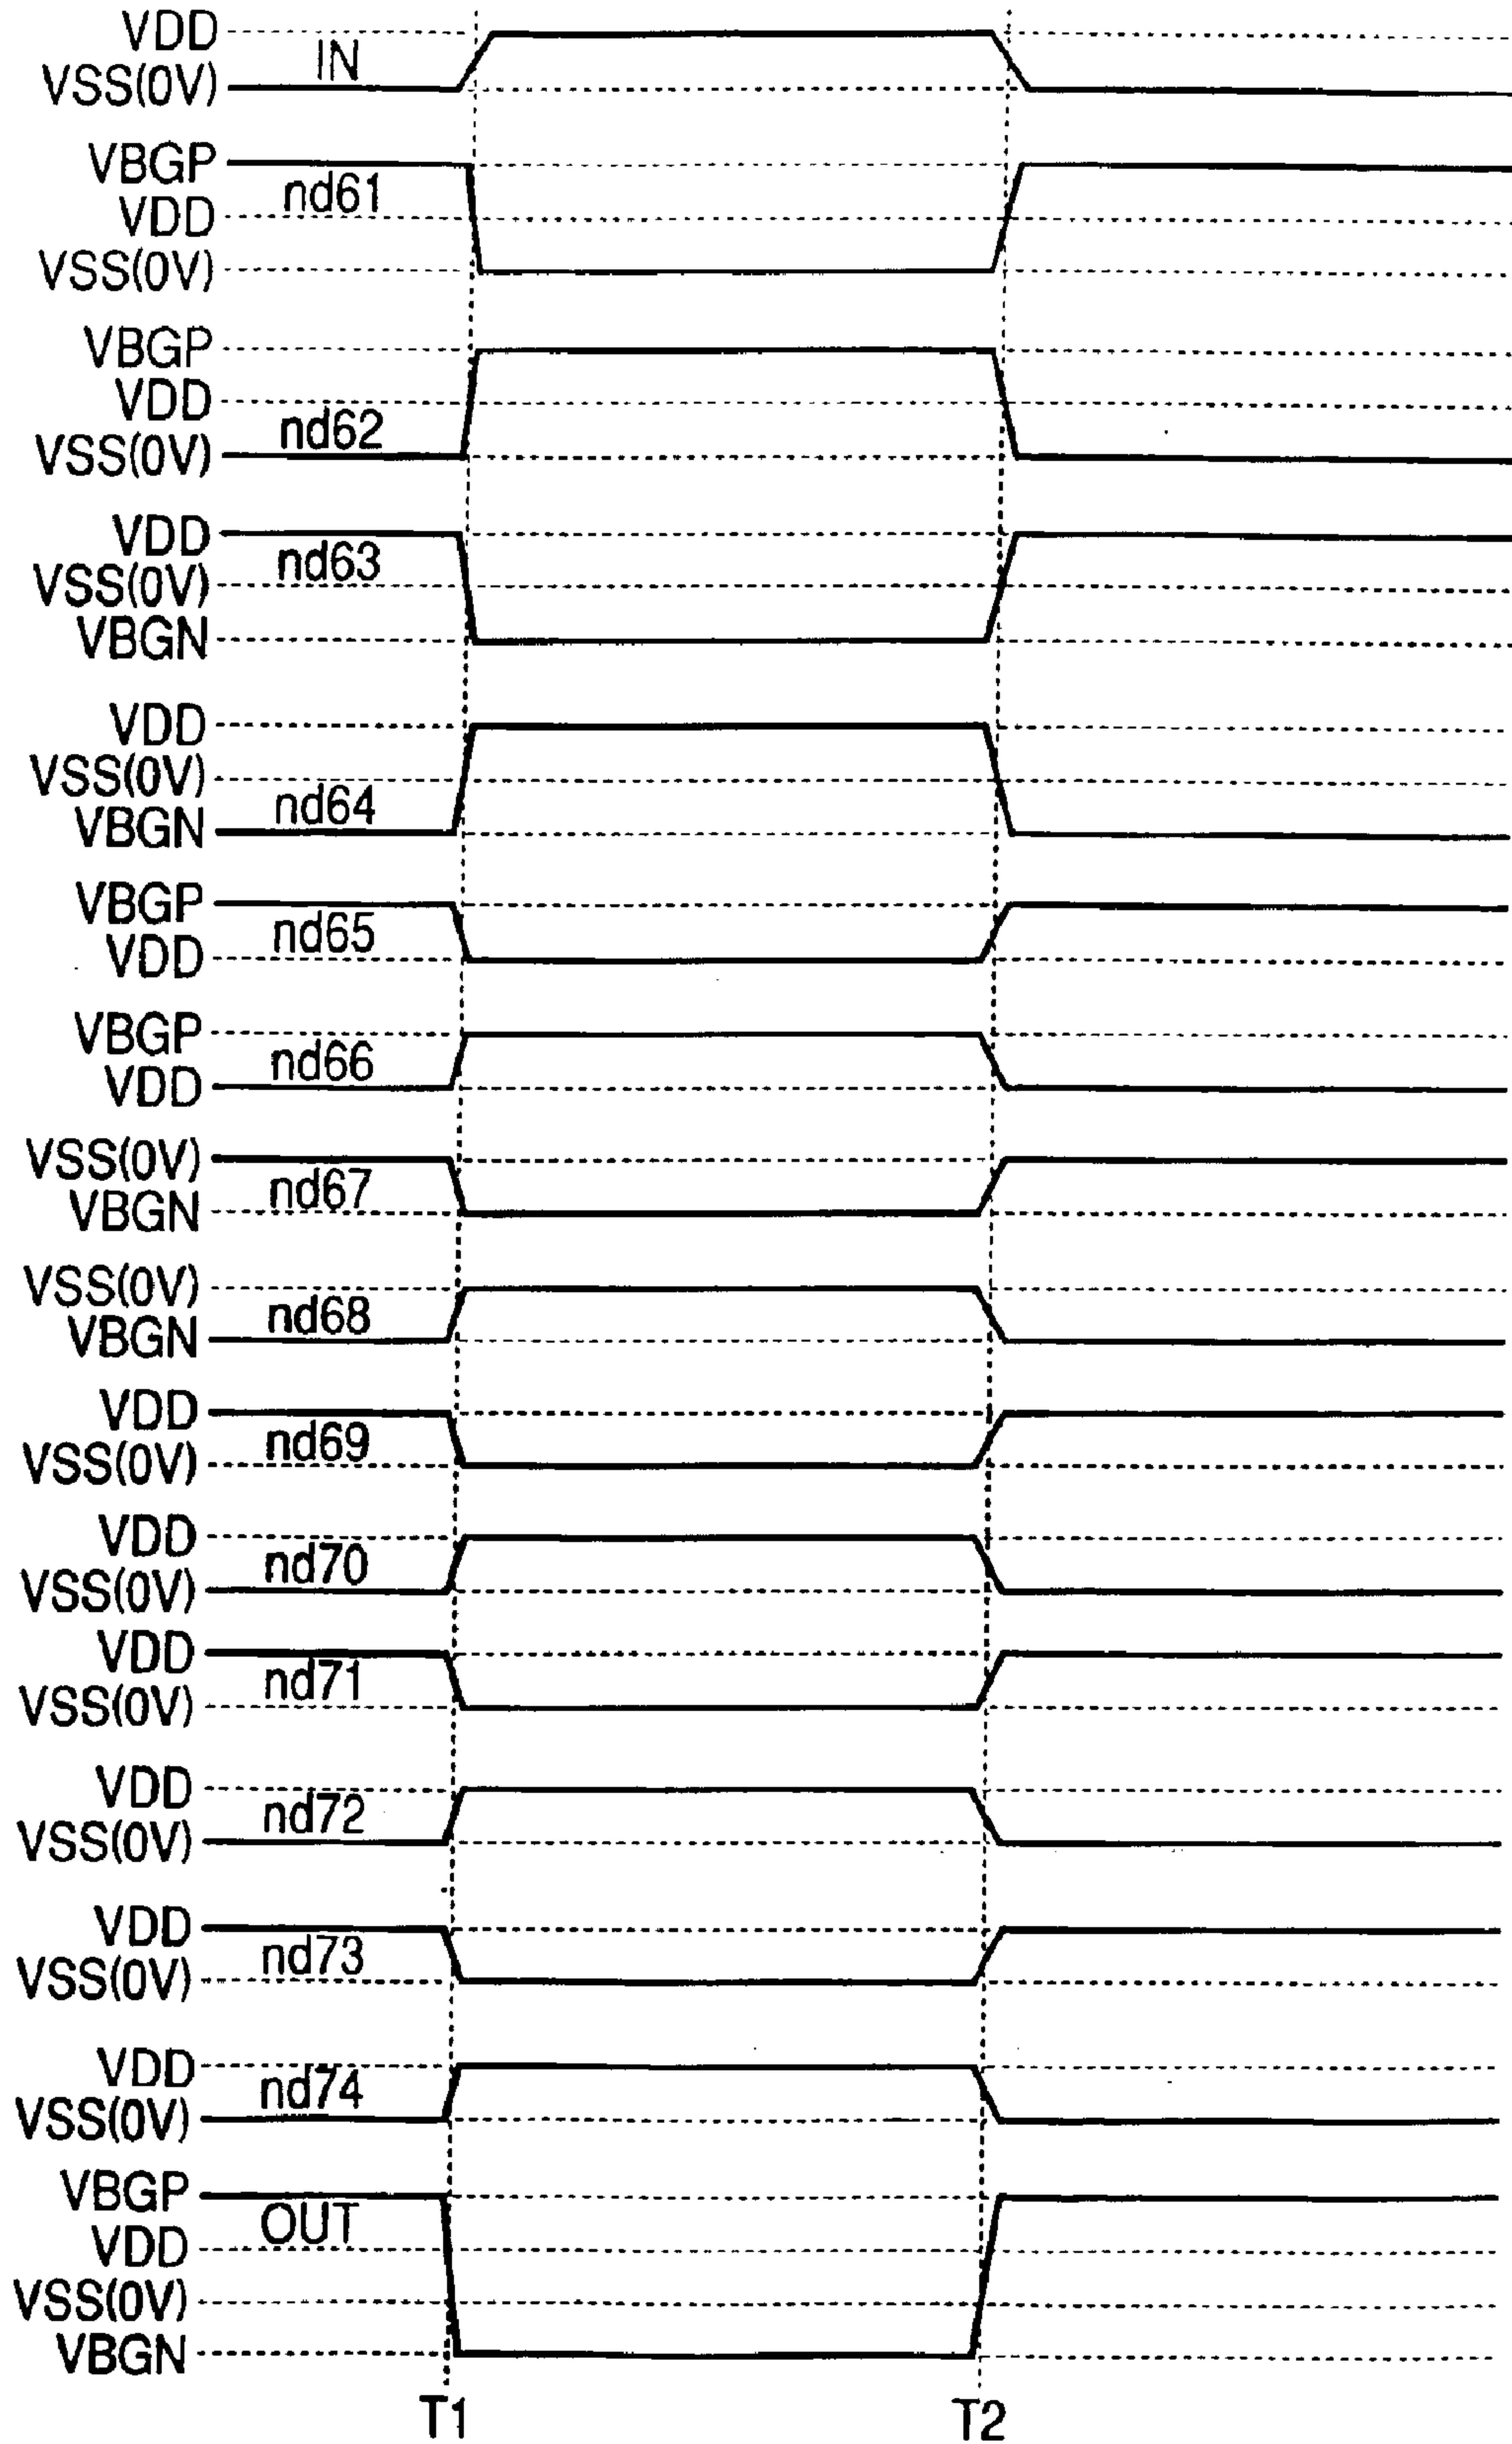 VDD
IN
VSS(0V)
VBGP
nd61
VDD
VSS(0V)
VBGP
VDD
nd62
VSS(0V)
VDD
nd63
VSS(0V)
VBGN
VDD
VSS(0V)
nd64
VBGN
VBGP
nd65
VDD
VBGP
nd66
VDD
VSS(0V)
nd67
VBGN
VSS(0V)
nd68
VBGN
VDD
nd69
VSS(0V)
VDD
nd70
VSS(0V)
VDD
nd71
VSS(0V)
VDD
nd72
VSS(0V)
VDD
nd73
VSS(0V)
VDD
nd74
VSS(0V)
VBGP
OUT
VDD
VSS(0V)
VBGN
T1 T2